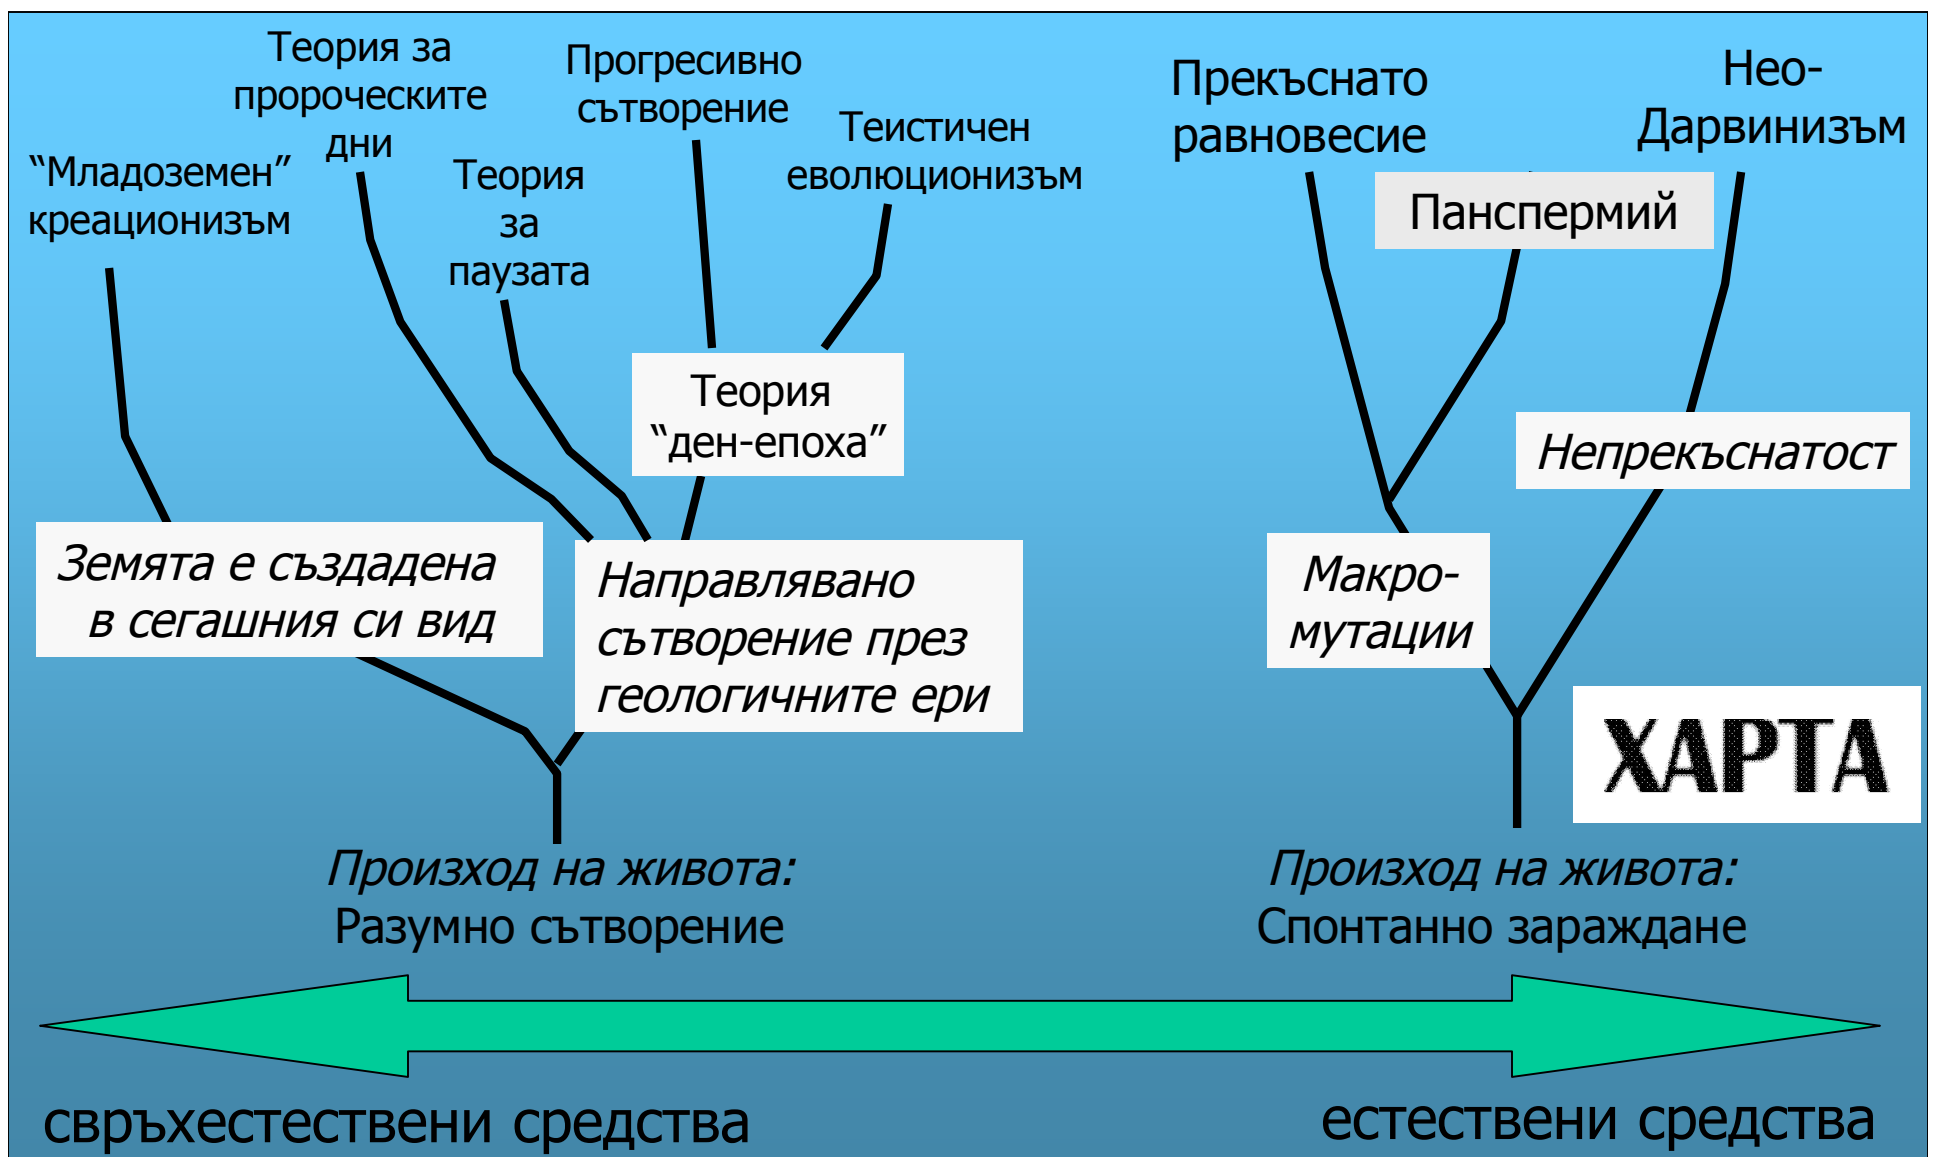 Теория за
пророческите
дни
Прогресивно
сътворение
Теистичен
еволюционизъм
“Младоземен”
креационизъм
Теория
за
паузата
Прекъснато
равновесие
Нео-
Дарвинизъм
Панспермий
Теория
“ден-епоха”
Непрекъснатост
Земята е създадена
в сегашния си вид
Направлявано
сътворение през
геологичните ери
Макро-
мутации
ХАРТА
Произход на живота:
Разумно сътворение
Произход на живота:
Спонтанно зараждане
свръхестествени средства
естествени средства